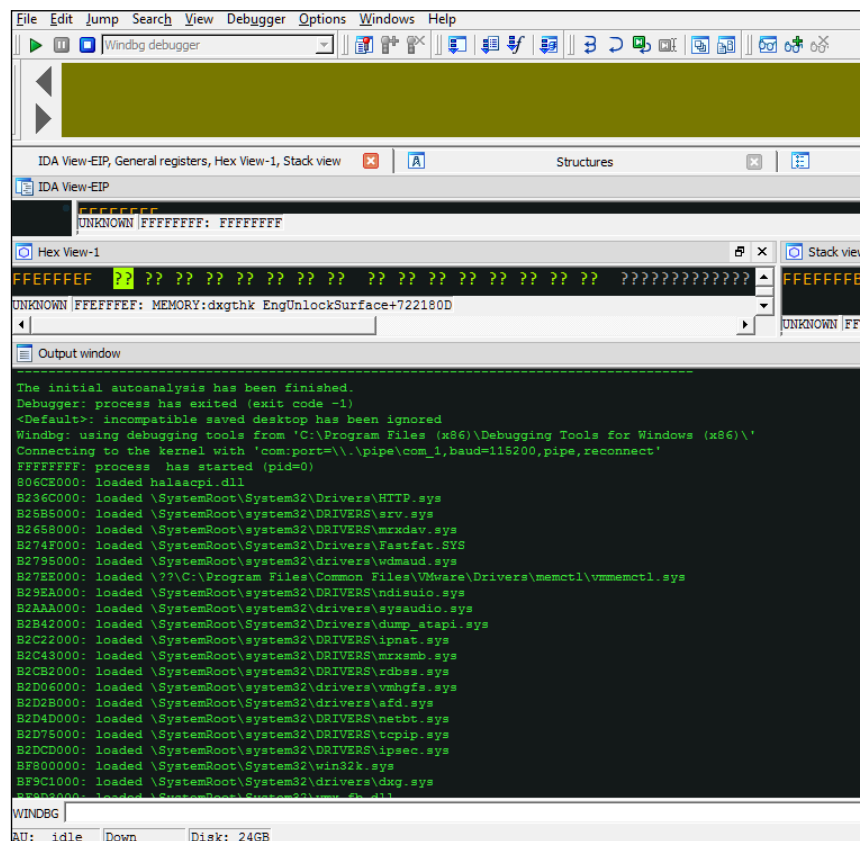 File Edit Jump Search View Debugger Options Windows Help
Windbg debugger
IDA View-EIP, General registers, Hex View-1, Stack view Structures
IDA View-EIP
FFFFFFFF
UNKNOWN FFFFFFFF: FFFFFFFF
Hex View-1 Stack view
FFEFFFEF ?? ?? ?? ?? ?? ?? ?? ?? ?? ?? ?? ?? ?? ?? ?? ?? ????????????? FFEFFFFE
UNKNOWN FFEFFFEF: MEMORY:dxgthk EngUnlockSurface+722180D
UNKNOWN FF
Output window
The initial autoanalysis has been finished.
Debugger: process has exited (exit code -1)
<Default>: incompatible saved desktop has been ignored
Windbg: using debugging tools from 'C:\Program Files (x86)\Debugging Tools for Windows (x86)\'
Connecting to the kernel with 'com:port=\\.\pipe\com_1,baud=115200,pipe,reconnect'
FFFFFFFF: process  has started (pid=0)
806CE000: loaded halaacpi.dll
B236C000: loaded \SystemRoot\System32\Drivers\HTTP.sys
B25B5000: loaded \SystemRoot\system32\DRIVERS\srv.sys
B2658000: loaded \SystemRoot\system32\DRIVERS\mrxdav.sys
B274F000: loaded \SystemRoot\System32\Drivers\Fastfat.SYS
B2795000: loaded \SystemRoot\system32\drivers\wdmaud.sys
B27EE000: loaded \??\C:\Program Files\Common Files\VMware\Drivers\memctl\vmmemctl.sys
B29EA000: loaded \SystemRoot\system32\DRIVERS\ndisuio.sys
B2AAA000: loaded \SystemRoot\system32\drivers\sysaudio.sys
B2B42000: loaded \SystemRoot\System32\Drivers\dump_atapi.sys
B2C22000: loaded \SystemRoot\system32\DRIVERS\ipnat.sys
B2C43000: loaded \SystemRoot\system32\DRIVERS\mrxsmb.sys
B2CB2000: loaded \SystemRoot\system32\DRIVERS\rdbss.sys
B2D06000: loaded \SystemRoot\System32\drivers\vmhgfs.sys
B2D2B000: loaded \SystemRoot\System32\drivers\afd.sys
B2D4D000: loaded \SystemRoot\system32\DRIVERS\netbt.sys
B2D75000: loaded \SystemRoot\system32\DRIVERS\tcpip.sys
B2DCD000: loaded \SystemRoot\system32\DRIVERS\ipsec.sys
BF800000: loaded \SystemRoot\System32\win32k.sys
BF9C1000: loaded \SystemRoot\System32\drivers\dxg.sys
BF9D3000: loaded \SystemRoot\System32\vmx_fb.dll
WINDBG
AU: idle Down Disk: 24GB